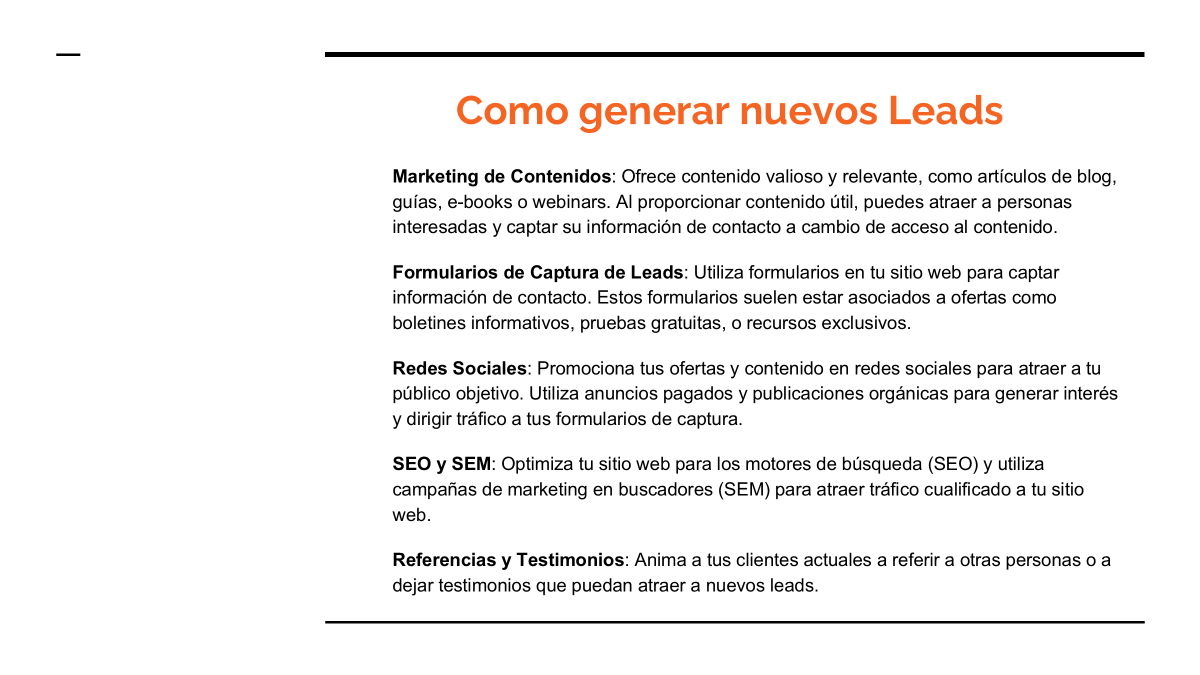 Como generar nuevos Leads
Marketing de Contenidos: Ofrece contenido valioso y relevante, como artículos de blog,
guías, e-books o webinars. Al proporcionar contenido útil, puedes atraer a personas
interesadas y captar su información de contacto a cambio de acceso al contenido.
Formularios de Captura de Leads: Utiliza formularios en tu sitio web para captar
información de contacto. Estos formularios suelen estar asociados a ofertas como
boletines informativos, pruebas gratuitas, o recursos exclusivos.
Redes Sociales: Promociona tus ofertas y contenido en redes sociales para atraer a tu
público objetivo. Utiliza anuncios pagados y publicaciones orgánicas para generar interés
y dirigir tráfico a tus formularios de captura.
SEO y SEM: Optimiza tu sitio web para los motores de búsqueda (SEO) y utiliza
campañas de marketing en buscadores (SEM) para atraer tráfico cualificado a tu sitio
web.
Referencias y Testimonios: Anima a tus clientes actuales a referir a otras personas o a
dejar testimonios que puedan atraer a nuevos leads.